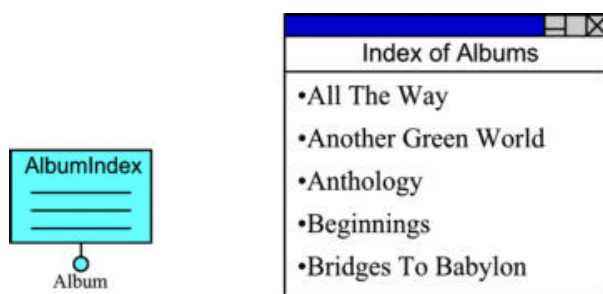 AlbumIndex
Album
Index of Albums
•All The Way
•Another Green World
•Anthology
•Beginnings
•Bridges To Babylon